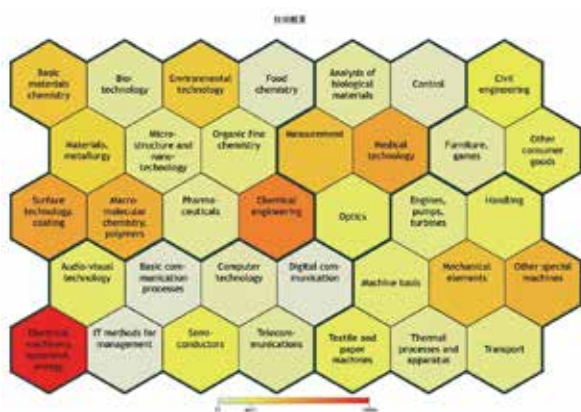 Basic
materials
chemistry
Bio-
technology
Environmental
technology
Food
chemistry
Analysis of
biological
materials
Control
Civil
engineering
Materials,
metallurgy
Micro-
structure and
nano-
technology
Organic fine
chemistry
Measurement
Medical
technology
Furniture,
games
Other
consumer
goods
Surface
technology,
coating
Macro-
molecular
chemistry,
polymers
Pharma-
ceuticals
Chemical
engineering
Optics
Engines,
pumps,
turbines
Handling
Audio-visual
technology
Basic com-
munication
processes
Computer
technology
Digital com-
munication
Machine tools
Mechanical
elements
Other special
machines
Electrical
machinery,
apparatus,
energy
IT methods for
management
Semi-
conductors
Telecom-
munications
Textile and
paper
machines
Thermal
processes and
apparatus
Transport